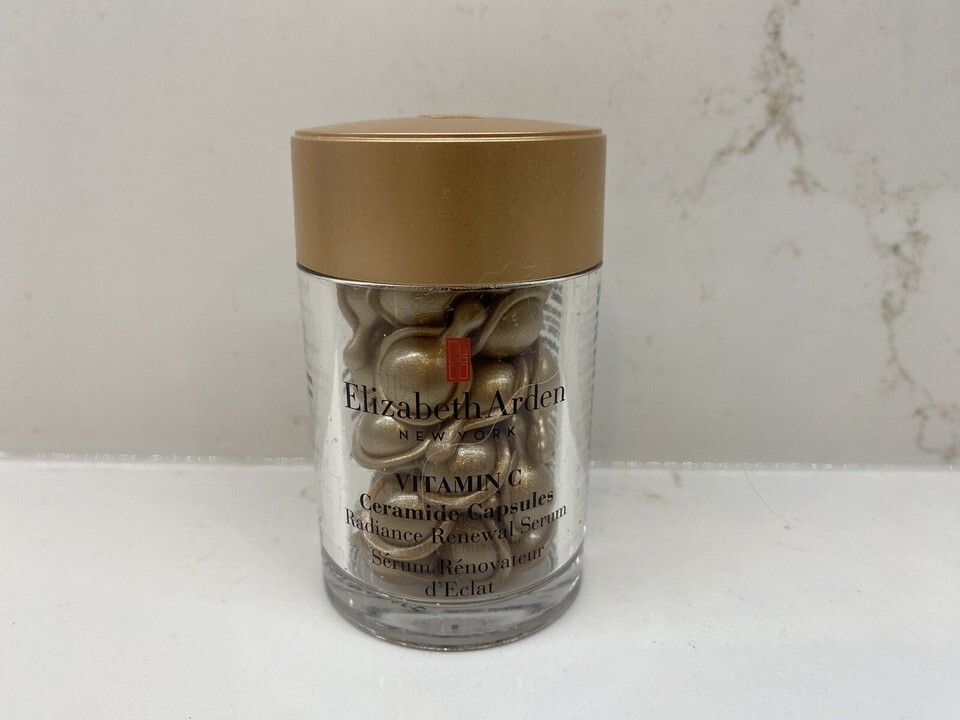 Elizabeth Arden
NEW YORK
VITAMIN C
Ceramide Capsules
Radiance Renewal Serum
Sérum Rénovateur
d'Eclat